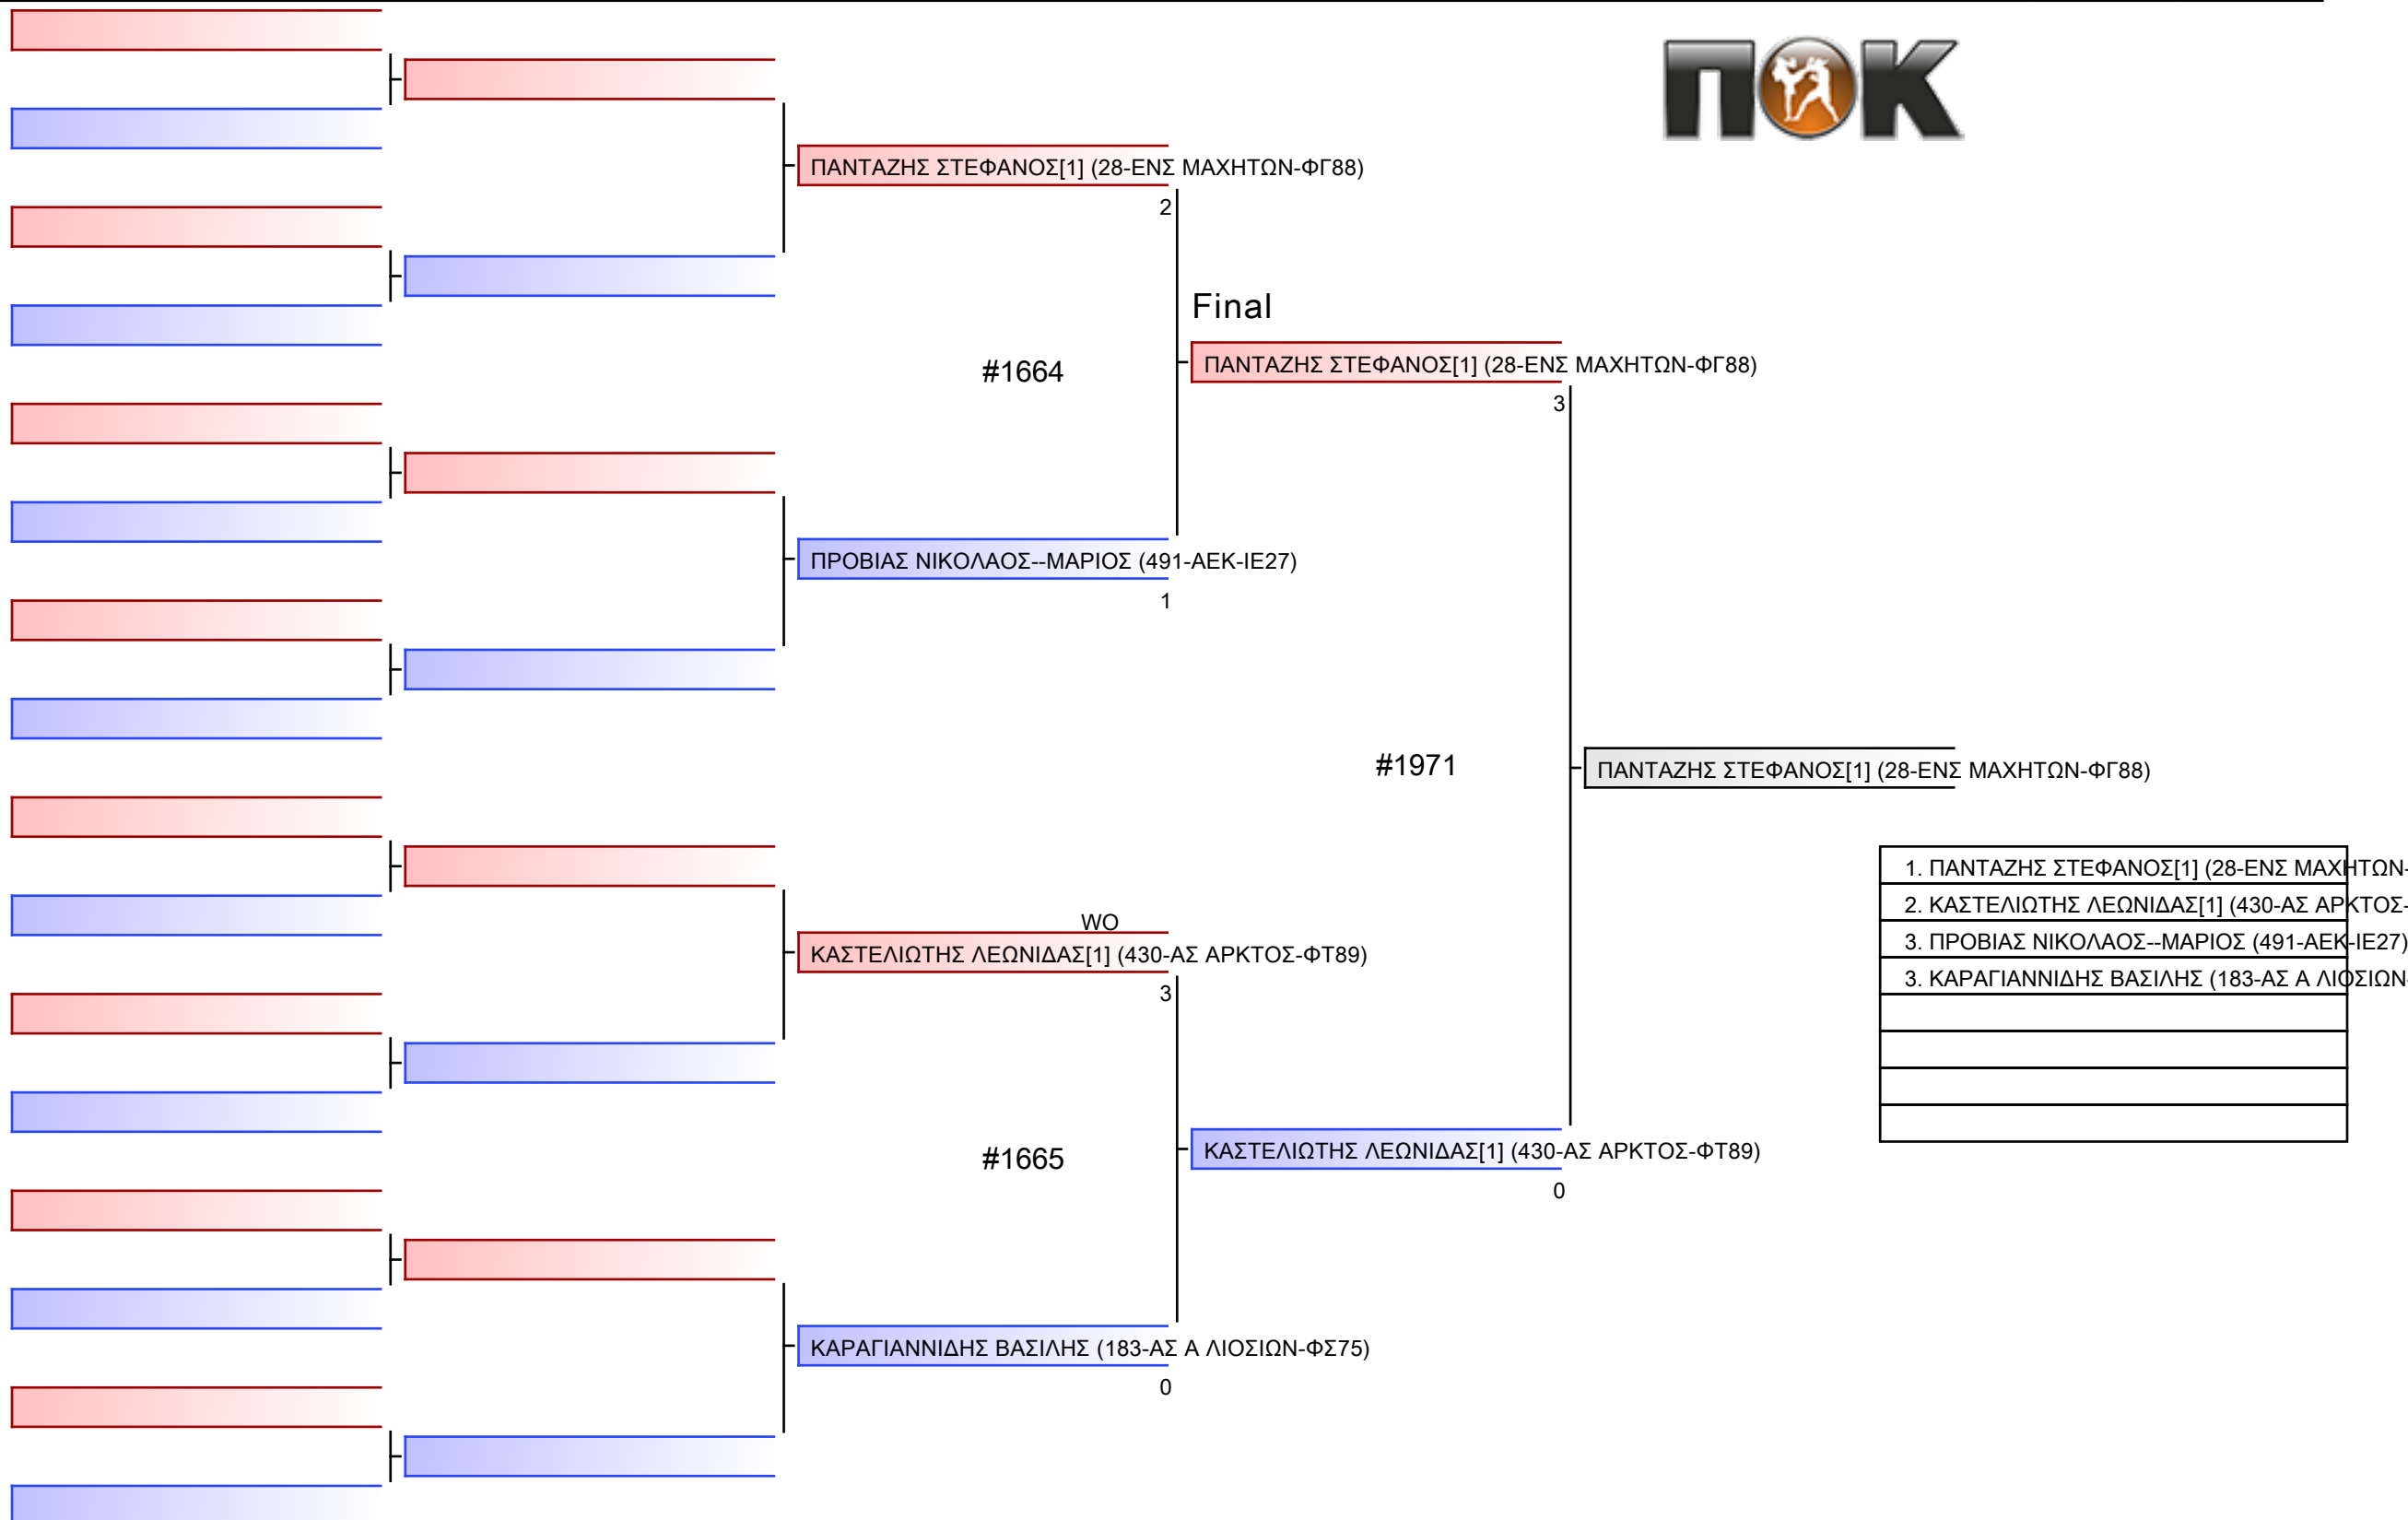 ΠΟΚ
ΠΑΝΤΑΖΗΣ ΣΤΕΦΑΝΟΣ[1] (28-ΕΝΣ ΜΑΧΗΤΩΝ-ΦΓ88)
2
Final
#1664
ΠΑΝΤΑΖΗΣ ΣΤΕΦΑΝΟΣ[1] (28-ΕΝΣ ΜΑΧΗΤΩΝ-ΦΓ88)
3
ΠΡΟΒΙΑΣ ΝΙΚΟΛΑΟΣ--ΜΑΡΙΟΣ (491-ΑΕΚ-ΙΕ27)
1
#1971
ΠΑΝΤΑΖΗΣ ΣΤΕΦΑΝΟΣ[1] (28-ΕΝΣ ΜΑΧΗΤΩΝ-ΦΓ88)
WO
ΚΑΣΤΕΛΙΩΤΗΣ ΛΕΩΝΙΔΑΣ[1] (430-ΑΣ ΑΡΚΤΟΣ-ΦΤ89)
3
#1665
ΚΑΣΤΕΛΙΩΤΗΣ ΛΕΩΝΙΔΑΣ[1] (430-ΑΣ ΑΡΚΤΟΣ-ΦΤ89)
0
ΚΑΡΑΓΙΑΝΝΙΔΗΣ ΒΑΣΙΛΗΣ (183-ΑΣ Α ΛΙΟΣΙΩΝ-ΦΣ75)
0
1. ΠΑΝΤΑΖΗΣ ΣΤΕΦΑΝΟΣ[1] (28-ΕΝΣ ΜΑΧΗΤΩΝ-
2. ΚΑΣΤΕΛΙΩΤΗΣ ΛΕΩΝΙΔΑΣ[1] (430-ΑΣ ΑΡΚΤΟΣ-
3. ΠΡΟΒΙΑΣ ΝΙΚΟΛΑΟΣ--ΜΑΡΙΟΣ (491-ΑΕΚ-ΙΕ27)
3. ΚΑΡΑΓΙΑΝΝΙΔΗΣ ΒΑΣΙΛΗΣ (183-ΑΣ Α ΛΙΟΣΙΩΝ-